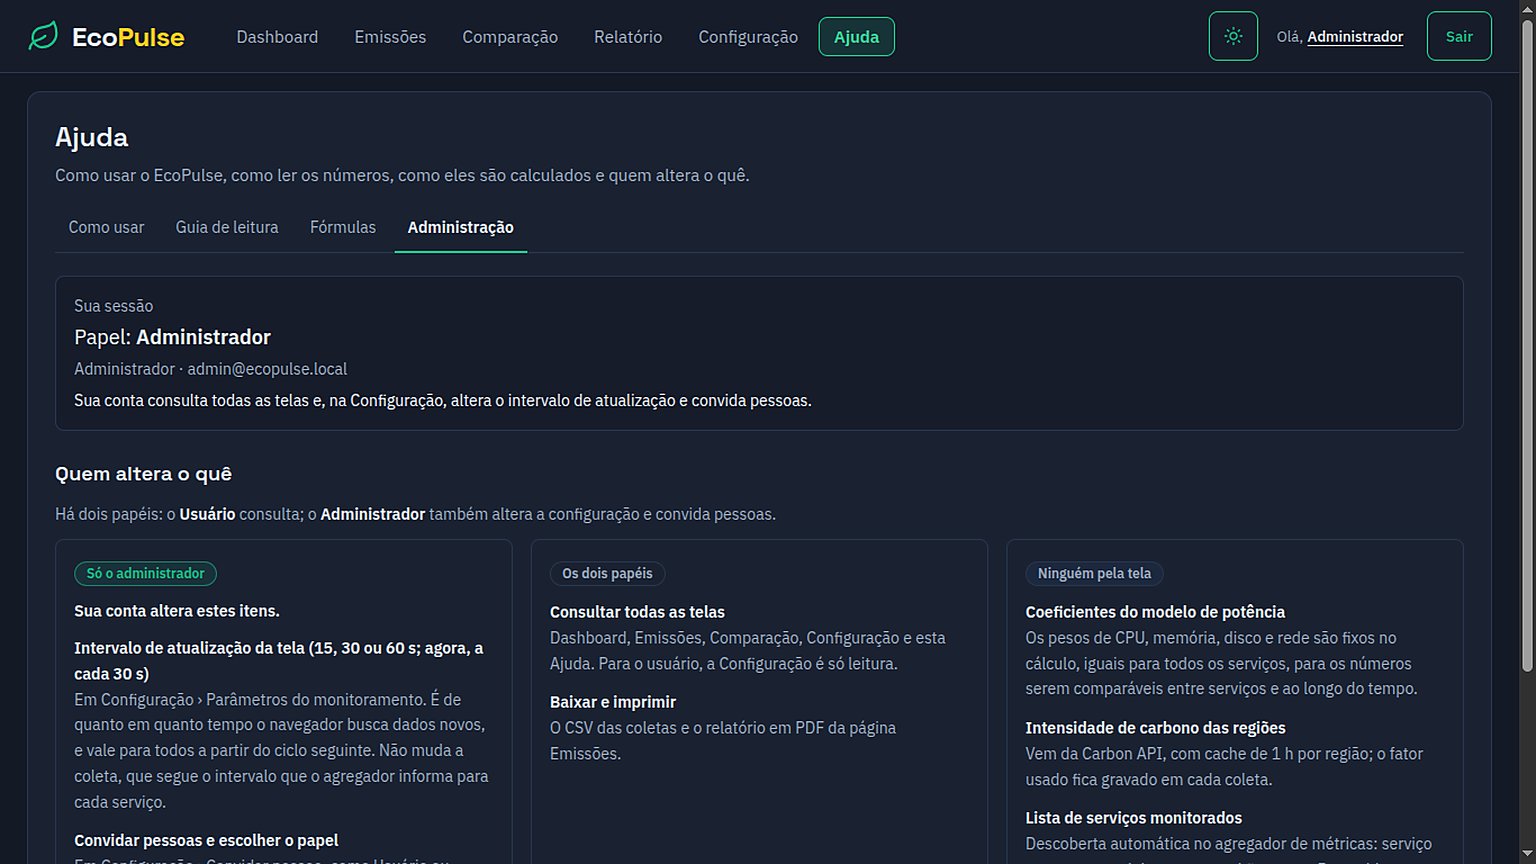 EcoPulse
Dashboard
Emissões
Comparação
Relatório
Configuração
Ajuda
Olá, Administrador
Sair
Ajuda
Como usar o EcoPulse, como ler os números, como eles são calculados e quem altera o quê.
Como usar
Guia de leitura
Fórmulas
Administração
Sua sessão
Papel: Administrador
Administrador · admin@ecopulse.local
Sua conta consulta todas as telas e, na Configuração, altera o intervalo de atualização e convida pessoas.
Quem altera o quê
Há dois papéis: o Usuário consulta; o Administrador também altera a configuração e convida pessoas.
Só o administrador
Sua conta altera estes itens.
Intervalo de atualização da tela (15, 30 ou 60 s; agora, a
cada 30 s)
Em Configuração › Parâmetros do monitoramento. É de
quanto em quanto tempo o navegador busca dados novos,
e vale para todos a partir do ciclo seguinte. Não muda a
coleta, que segue o intervalo que o agregador informa para
cada serviço.
Convidar pessoas e escolher o papel
Os dois papéis
Consultar todas as telas
Dashboard, Emissões, Comparação, Configuração e esta
Ajuda. Para o usuário, a Configuração é só leitura.
Baixar e imprimir
O CSV das coletas e o relatório em PDF da página
Emissões.
Ninguém pela tela
Coeficientes do modelo de potência
Os pesos de CPU, memória, disco e rede são fixos no
cálculo, iguais para todos os serviços, para os números
serem comparáveis entre serviços e ao longo do tempo.
Intensidade de carbono das regiões
Vem da Carbon API, com cache de 1 h por região; o fator
usado fica gravado em cada coleta.
Lista de serviços monitorados
Descoberta automática no agregador de métricas: serviço